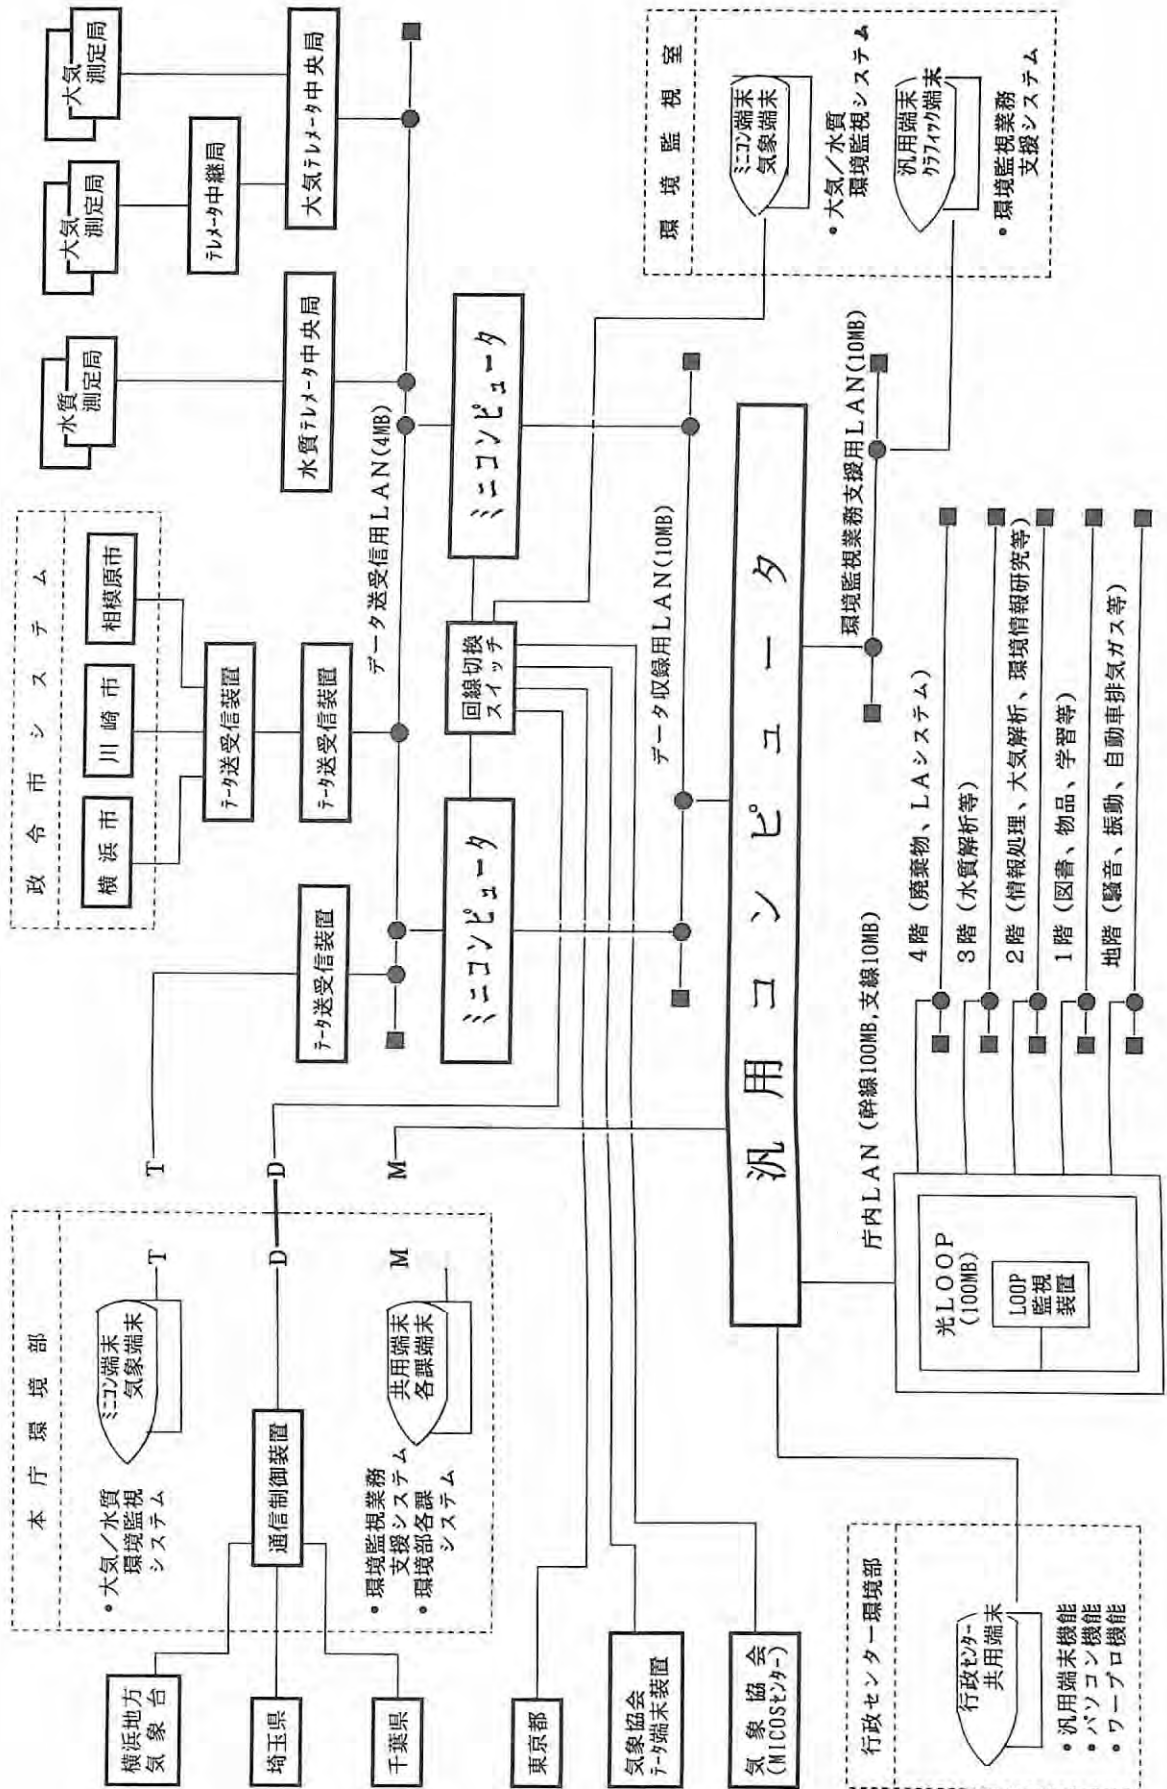 本庁環境部
ミニコン端末
気象端末
T
・大気/水質
環境監視
システム
通信制御装置
D
共用端末
各課端末
M
・環境監視業務
支援システム
・環境部各課
システム
横浜地方
気象台
埼玉県
千葉県
東京都
気象協会
データ端末装置
気象協会
(MICOSセンター)
T
D
M
政令市システム
横浜市
川崎市
相模原市
データ送受信装置
データ送受信装置
データ送受信装置
水質
測定局
大気
測定局
大気
測定局
テレメータ中継局
水質テレメータ中央局
大気テレメータ中央局
データ送受信用LAN(4MB)
ミニコンピュータ
回線切換
スイッチ
ミニコンピュータ
データ収録用LAN(10MB)
汎用コンピュータ
環境監視室
ミニコン端末
気象端末
・大気/水質
環境監視システム
汎用端末
グラフィック端末
・環境監視業務
支援システム
環境監視業務支援用LAN(10MB)
庁内LAN(幹線100MB,支線10MB)
4階(廃棄物、LAシステム)
3階(水質解析等)
2階(情報処理、大気解析、環境情報研究等)
1階(図書、物品、学習等)
地階(騒音、振動、自動車排気ガス等)
光LOOP
(100MB)
LOOP
監視
装置
行政センター環境部
行政センター
共用端末
・汎用端末機能
・パソコン機能
・ワープロ機能